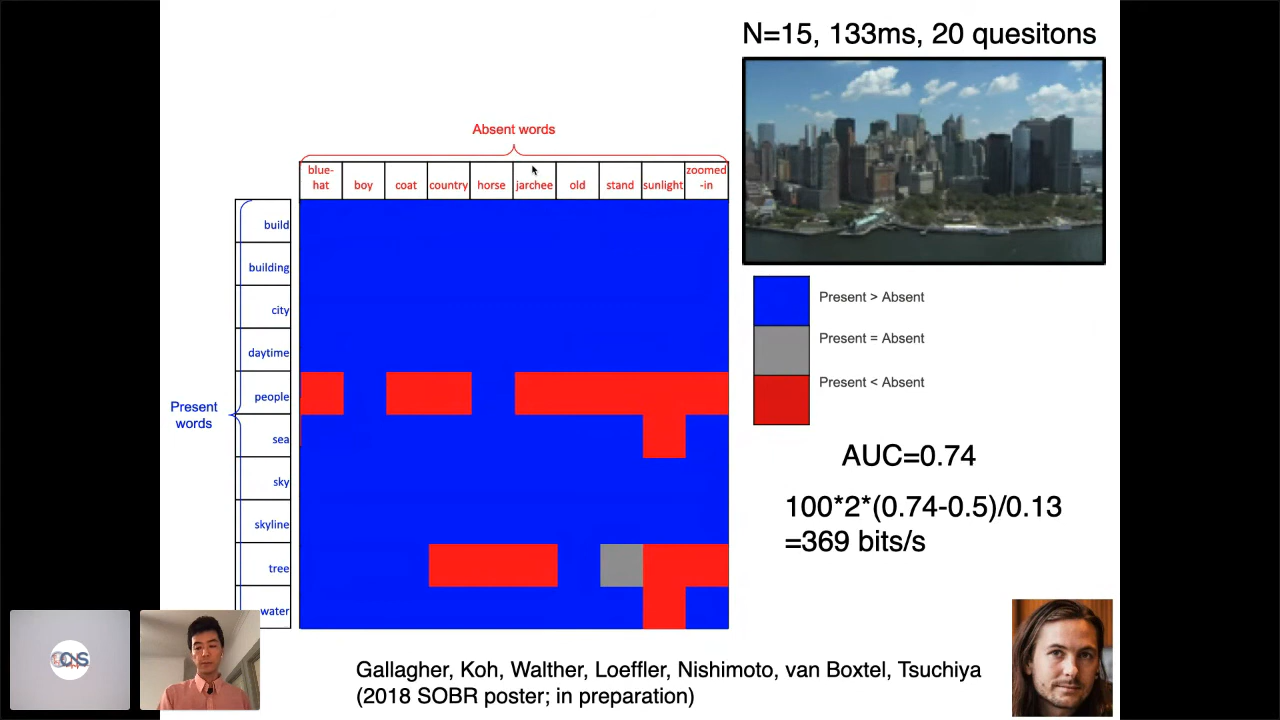 N=15, 133ms, 20 quesitons
Absent words
blue-hat boy coat country horse jarchee old stand sunlight zoomed-in
build
building
city
daytime
people
Present words
sea
sky
skyline
tree
water
Present > Absent
Present = Absent
Present < Absent
AUC=0.74
100*2*(0.74-0.5)/0.13
=369 bits/s
Gallagher, Koh, Walther, Loeffler, Nishimoto, van Boxtel, Tsuchiya
(2018 SOBR poster; in preparation)